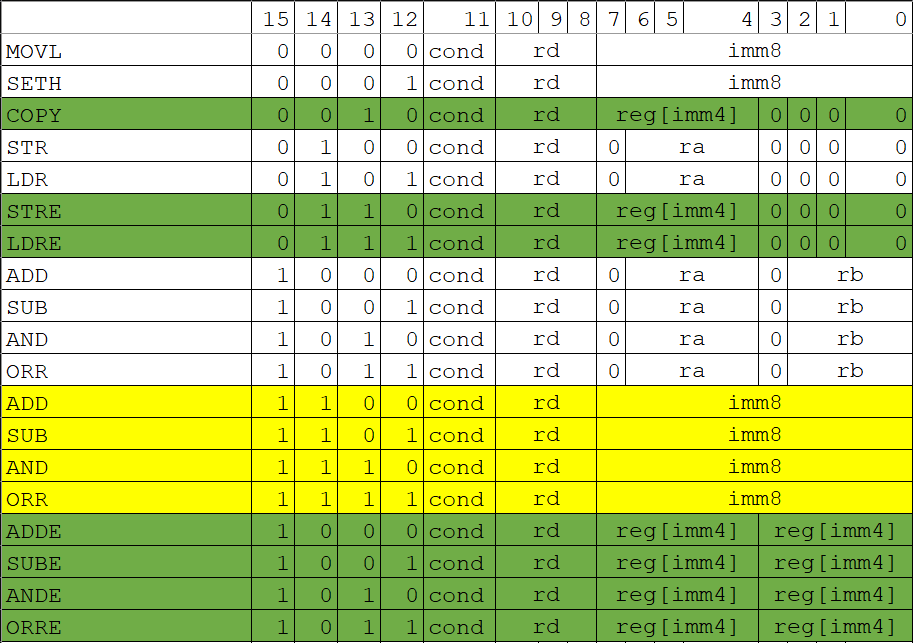 15 14 13 12 11 10 9 8 7 6 5 4 3 2 1 0
MOVL 0 0 0 0 cond rd imm8
SETH 0 0 0 1 cond rd imm8
COPY 0 0 1 0 cond rd reg[imm4] 0 0 0 0
STR 0 1 0 0 cond rd 0 ra 0 0 0 0
LDR 0 1 0 1 cond rd 0 ra 0 0 0 0
STRE 0 1 1 0 cond rd reg[imm4] 0 0 0 0
LDRE 0 1 1 1 cond rd reg[imm4] 0 0 0 0
ADD 1 0 0 0 cond rd 0 ra 0 rb
SUB 1 0 0 1 cond rd 0 ra 0 rb
AND 1 0 1 0 cond rd 0 ra 0 rb
ORR 1 0 1 1 cond rd 0 ra 0 rb
ADD 1 1 0 0 cond rd imm8
SUB 1 1 0 1 cond rd imm8
AND 1 1 1 0 cond rd imm8
ORR 1 1 1 1 cond rd imm8
ADDE 1 0 0 0 cond rd reg[imm4] reg[imm4]
SUBE 1 0 0 1 cond rd reg[imm4] reg[imm4]
ANDE 1 0 1 0 cond rd reg[imm4] reg[imm4]
ORRE 1 0 1 1 cond rd reg[imm4] reg[imm4]